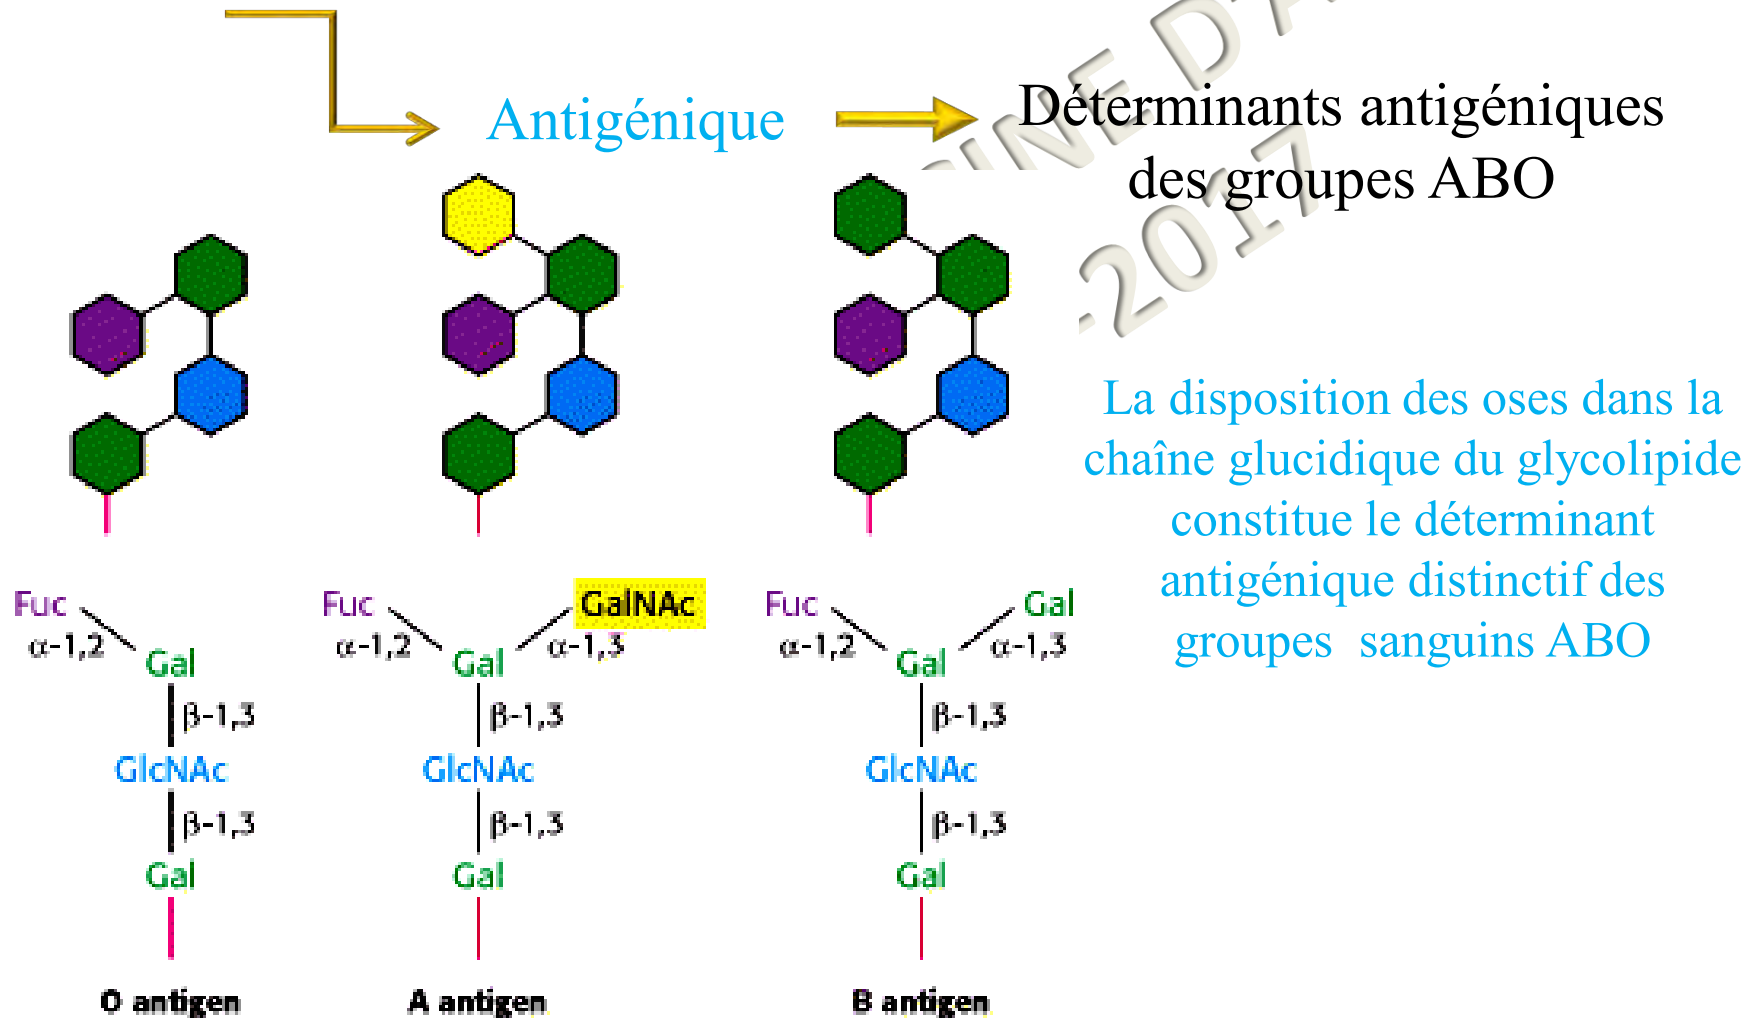 Antigénique
Déterminants antigéniques
des groupes ABO
-2017
La disposition des oses dans la
chaîne glucidique du glycolipide
constitue le déterminant
antigénique distinctif des
groupes sanguins ABO
Fuc
α-1,2
Gal
β-1,3
GlcNAc
β-1,3
Gal
O antigen
Fuc
α-1,2
GalNAc
α-1,3
Gal
β-1,3
GlcNAc
β-1,3
Gal
A antigen
Fuc
α-1,2
Gal
α-1,3
Gal
β-1,3
GlcNAc
β-1,3
Gal
B antigen